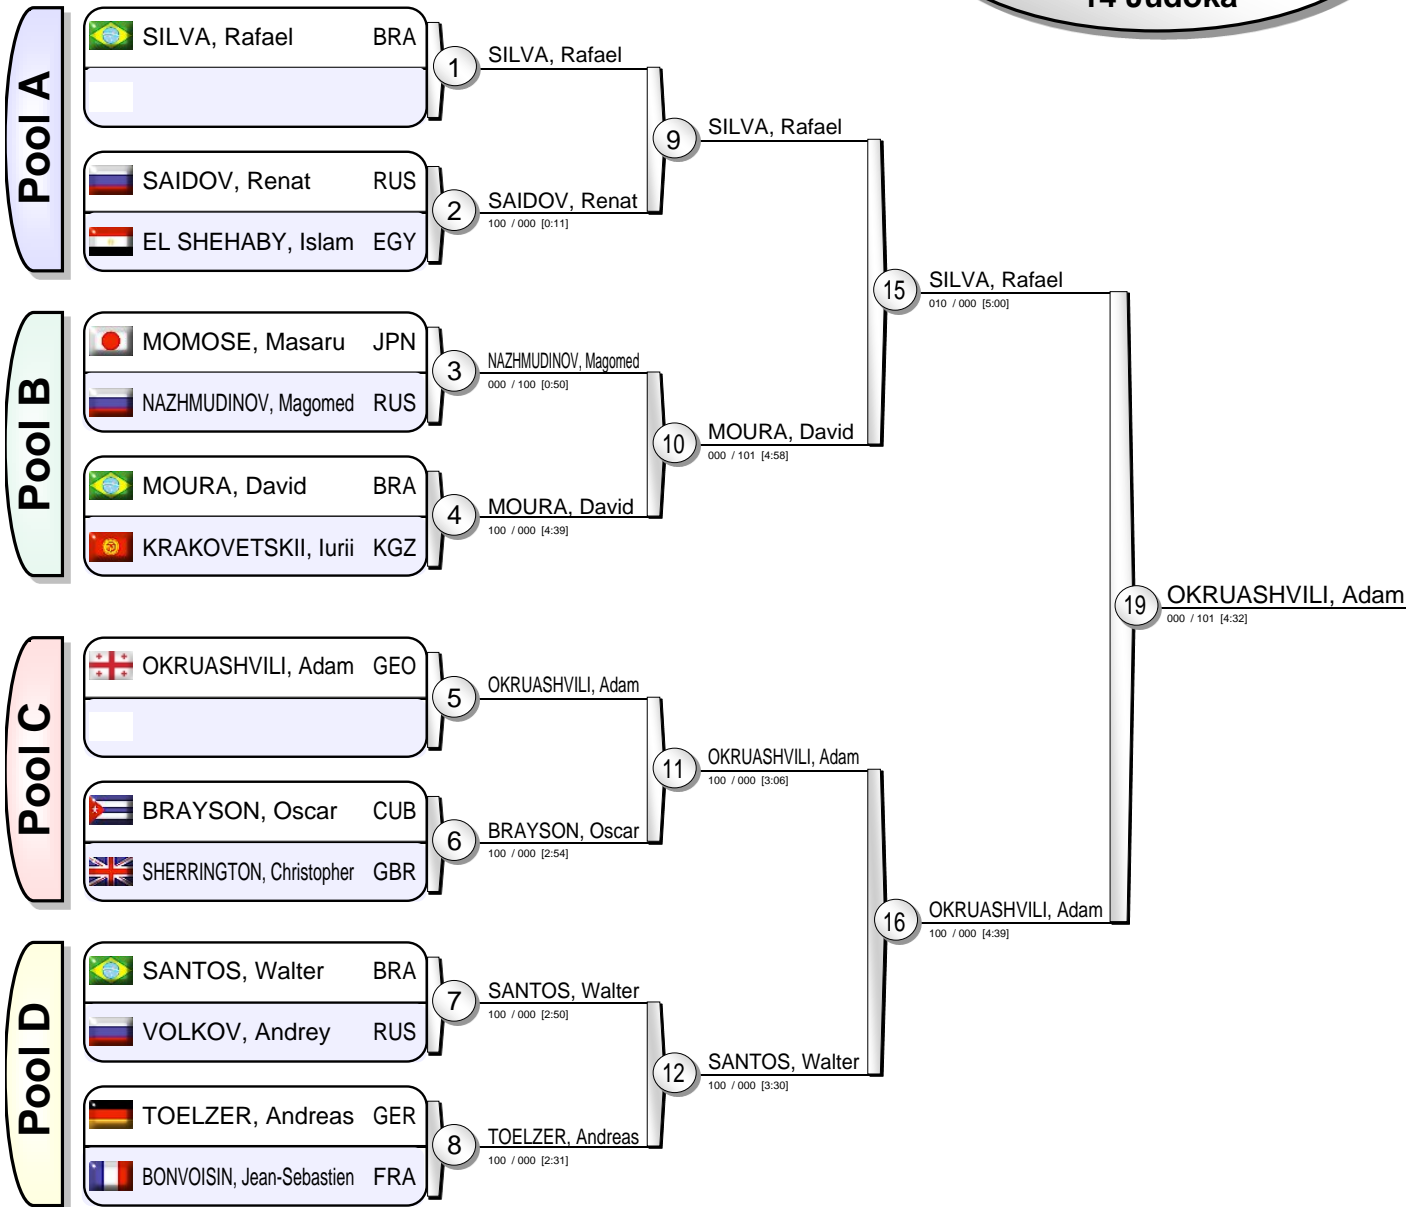 14 Judoka
Pool A
SILVA, Rafael BRA
SAIDOV, Renat RUS
EL SHEHABY, Islam EGY
Pool B
MOMOSE, Masaru JPN
NAZHMUDINOV, Magomed RUS
MOURA, David BRA
KRAKOVETSKII, Iurii KGZ
Pool C
OKRUASHVILI, Adam GEO
BRAYSON, Oscar CUB
SHERRINGTON, Christopher GBR
Pool D
SANTOS, Walter BRA
VOLKOV, Andrey RUS
TOELZER, Andreas GER
BONVOISIN, Jean-Sebastien FRA
1
SILVA, Rafael
2
SAIDOV, Renat
100 / 000 [0:11]
3
NAZHMUDINOV, Magomed
000 / 100 [0:50]
4
MOURA, David
100 / 000 [4:39]
5
OKRUASHVILI, Adam
6
BRAYSON, Oscar
100 / 000 [2:54]
7
SANTOS, Walter
100 / 000 [2:50]
8
TOELZER, Andreas
100 / 000 [2:31]
9
SILVA, Rafael
10
MOURA, David
000 / 101 [4:58]
11
OKRUASHVILI, Adam
100 / 000 [3:06]
12
SANTOS, Walter
100 / 000 [3:30]
15
SILVA, Rafael
010 / 000 [5:00]
16
OKRUASHVILI, Adam
100 / 000 [4:39]
19
OKRUASHVILI, Adam
000 / 101 [4:32]